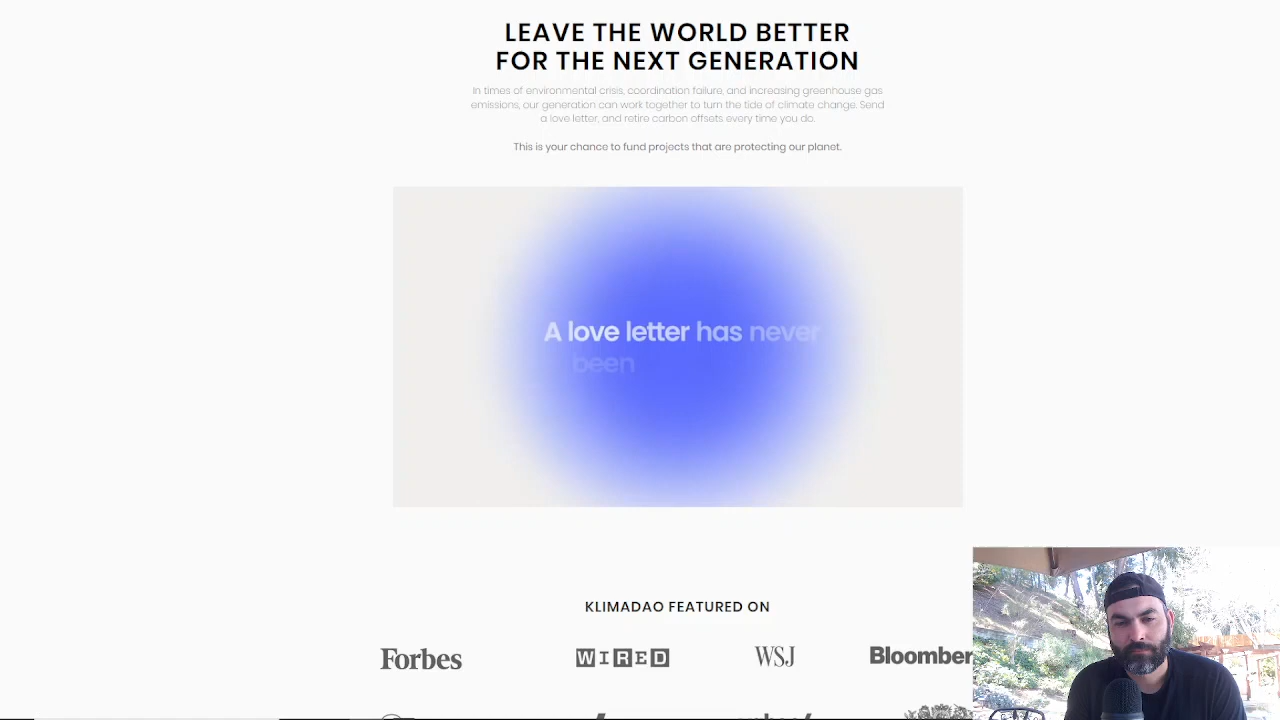 LEAVE THE WORLD BETTER
FOR THE NEXT GENERATION
In times of environmental crisis, coordination failure, and increasing greenhouse gas
emissions, our generation can work together to turn the tide of climate change. Send
a love letter, and retire carbon offsets every time you do.
This is your chance to fund projects that are protecting our planet.
A love letter has never
been
KLIMADAO FEATURED ON
Forbes
WIRED
WSJ
Bloomber